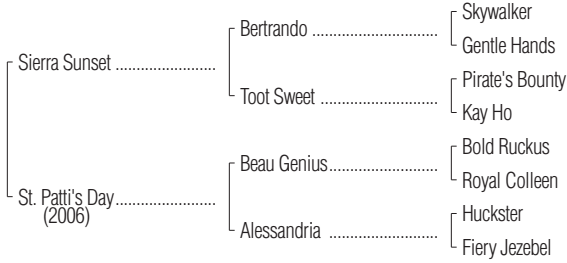 Skywalker
Bertrando ..................................
Gentle Hands
Sierra Sunset ...........................
Pirate's Bounty
Toot Sweet ................................
Kay Ho
Bold Ruckus
Beau Genius..............................
Royal Colleen
St. Patti's Day...........................
(2006)
Huckster
Alessandria ..............................
Fiery Jezebel